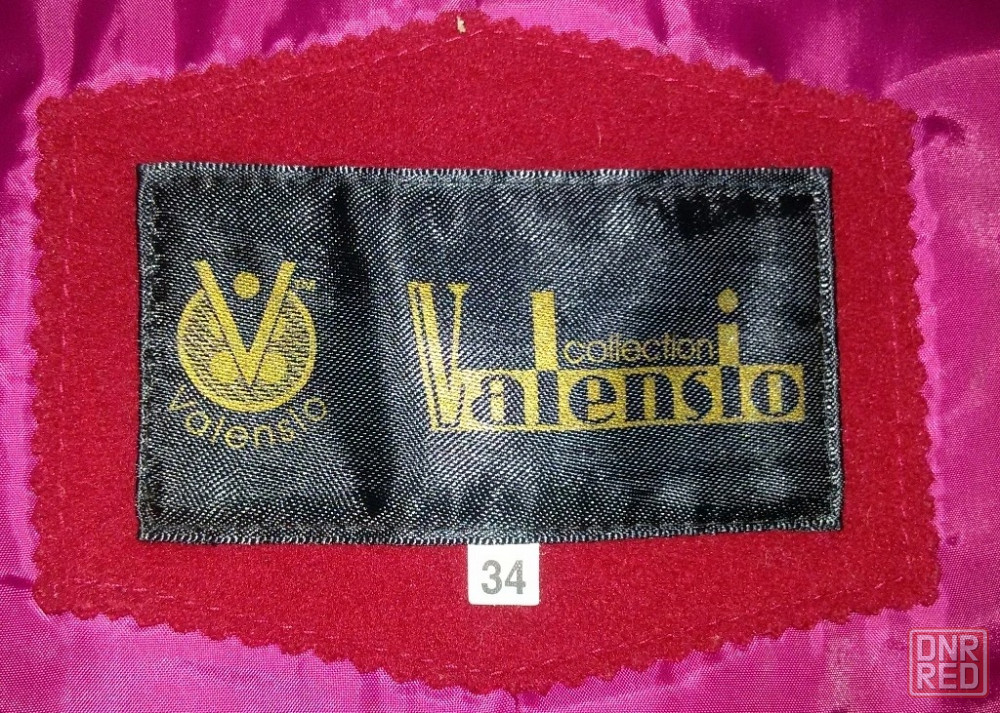 TM
Valensio
collection
Valensio
34
DNR
RED